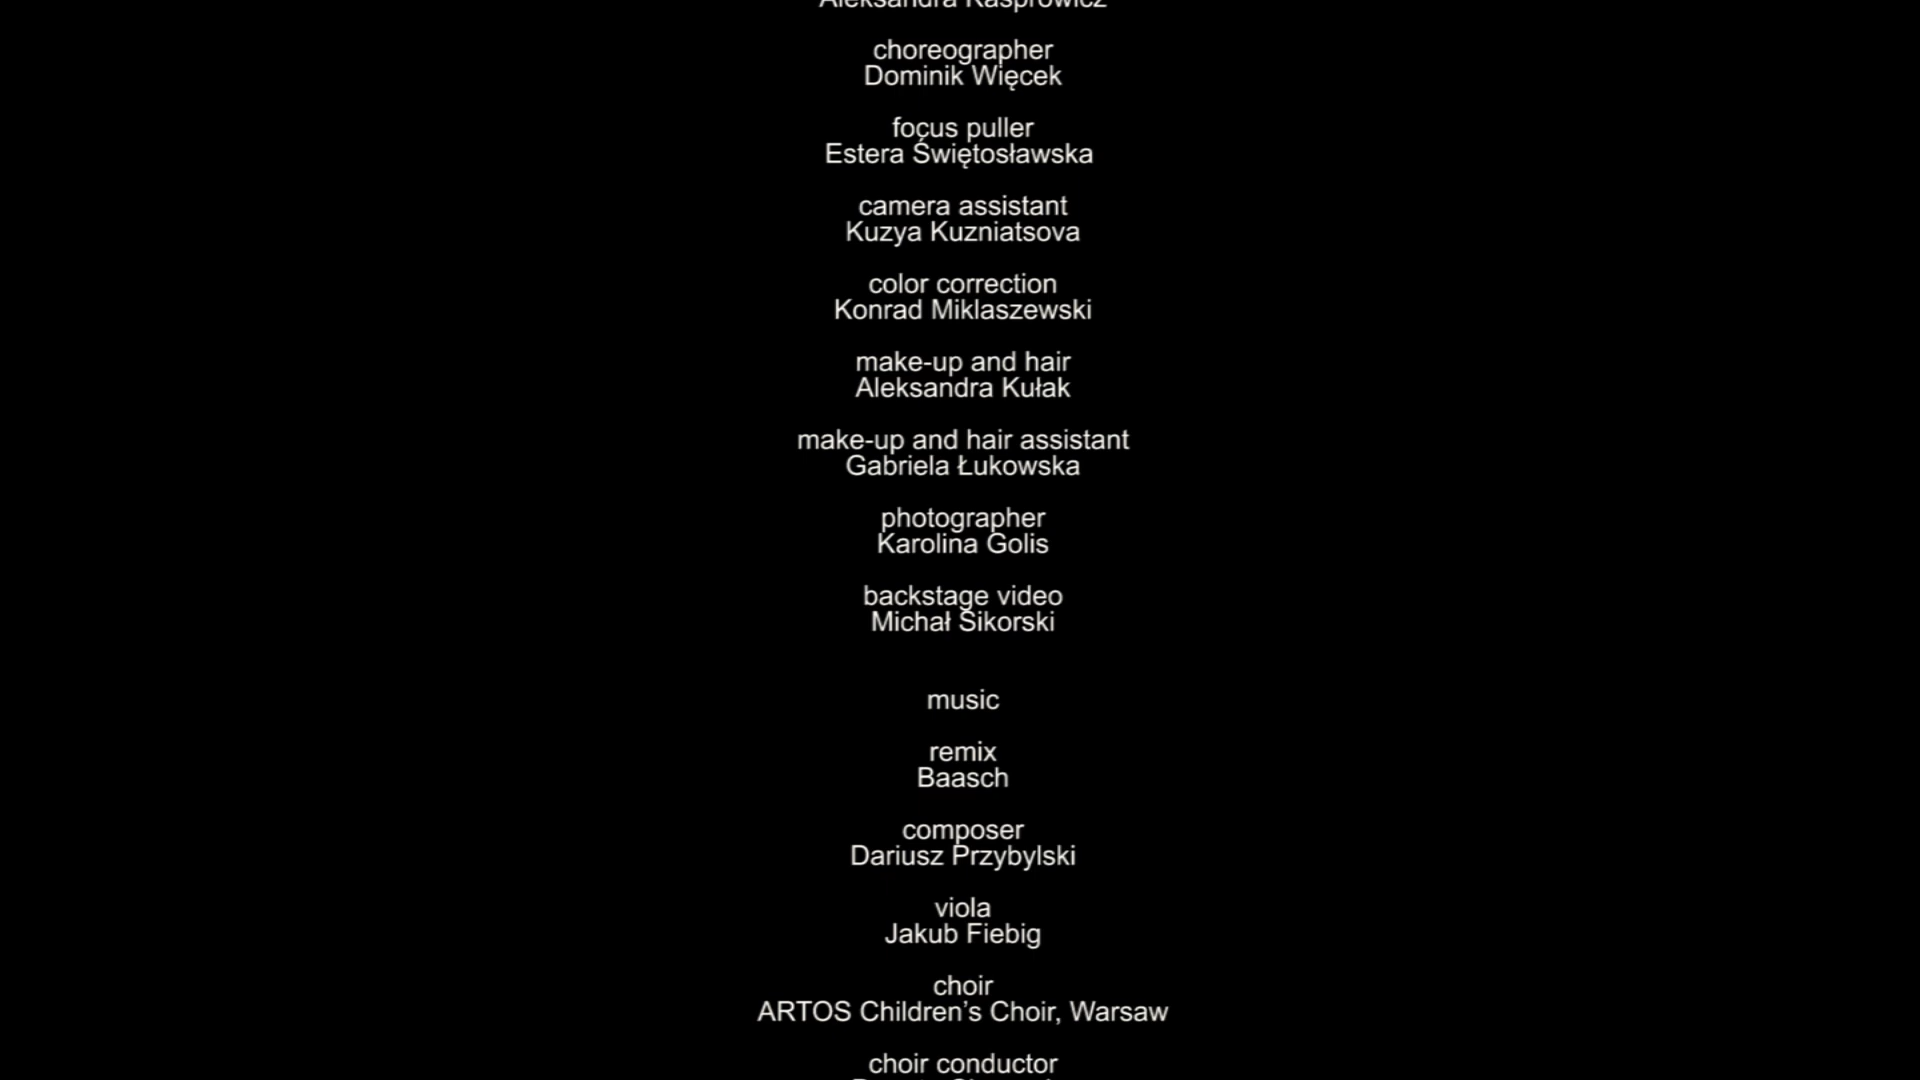 Aleksandra Kasprowicz
choreographer
Dominik Więcek
focus puller
Estera Świętosławska
camera assistant
Kuzya Kuzniatsova
color correction
Konrad Miklaszewski
make-up and hair
Aleksandra Kułak
make-up and hair assistant
Gabriela Łukowska
photographer
Karolina Golis
backstage video
Michał Sikorski
music
remix
Baasch
composer
Dariusz Przybylski
viola
Jakub Fiebig
choir
ARTOS Children’s Choir, Warsaw
choir conductor